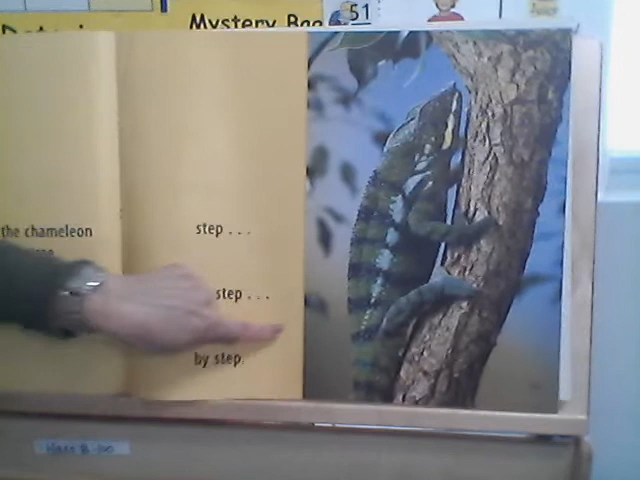 Mystery Bag
51
the chameleon
step . . .
step . . .
by step.